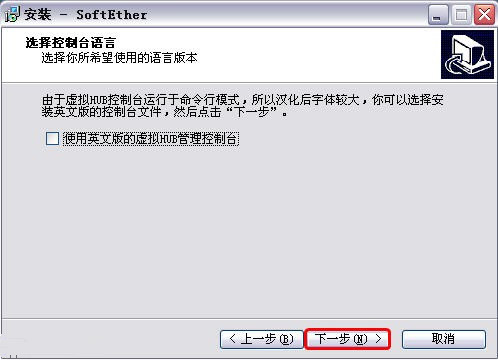 安装 - SoftEther
选择控制台语言
选择你所希望使用的语言版本
由于虚拟HUB控制台运行于命令行模式，所以汉化后字体较大，你可以选择安
装英文版的控制台文件，然后点击“下一步”。
使用英文版的虚拟HUB管理控制台
< 上一步(B)
下一步(N) >
取消